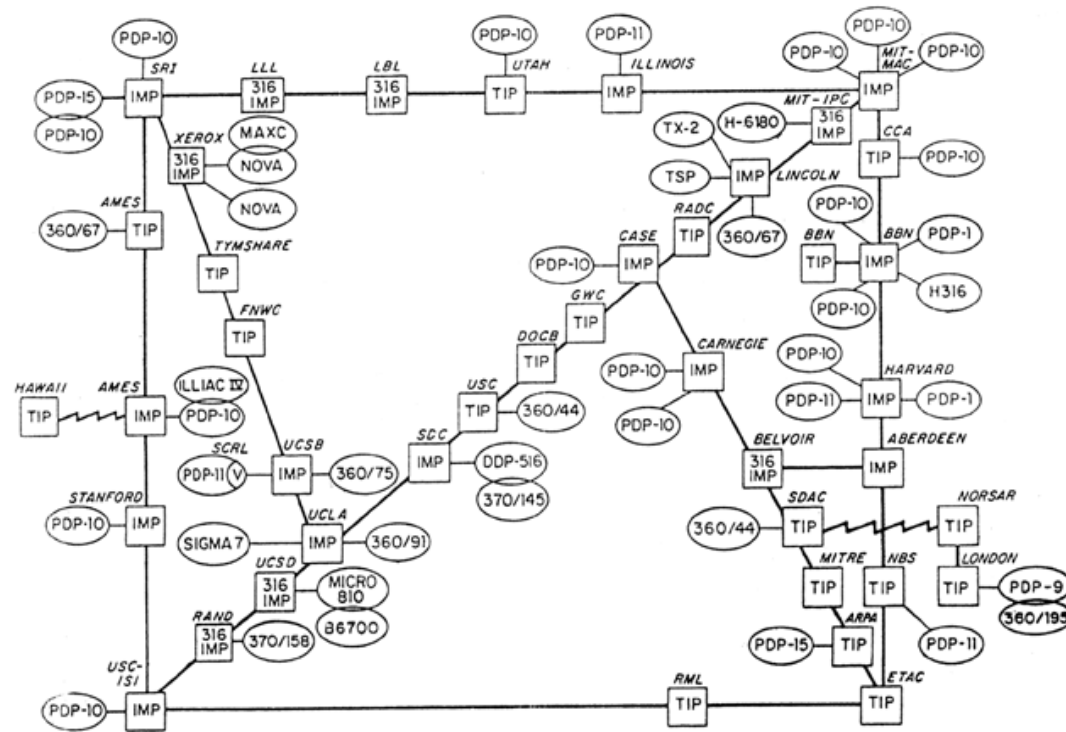 PDP-10
SRI
IMP
PDP-15
PDP-10
LLL
316
IMP
LBL
316
IMP
PDP-10
UTAH
TIP
PDP-11
ILLINOIS
IMP
PDP-10
PDP-10
MIT-
MAC
PDP-10
IMP
MIT-IPC
316
IMP
H-6180
XEROX
316
IMP
MAXC
NOVA
NOVA
TX-2
TSP
IMP
LINCOLN
360/67
CCA
TIP
PDP-10
AMES
360/67
TIP
TYMSHARE
TIP
RADC
TIP
CASE
PDP-10
IMP
PDP-10
BBN
TIP
BBN
IMP
PDP-1
H316
PDP-10
FNWC
TIP
GWC
TIP
DOCB
TIP
CARNEGIE
PDP-10
IMP
PDP-10
PDP-10
HARVARD
PDP-11
IMP
PDP-1
HAWAII
TIP
AMES
IMP
ILLIAC IV
PDP-10
USC
TIP
360/44
SCRL
PDP-11
V
UCSB
IMP
360/75
SDC
IMP
DDP-516
370/145
BELVOIR
316
IMP
ABERDEEN
IMP
STANFORD
PDP-10
IMP
UCLA
SIGMA 7
IMP
360/91
SDAC
360/44
TIP
NORSAR
TIP
UCSD
316
IMP
MICRO
810
B6700
MITRE
TIP
NBS
TIP
PDP-11
LONDON
TIP
PDP-9
360/195
RAND
316
IMP
370/158
ARPA
PDP-15
TIP
USC-
ISI
PDP-10
IMP
RML
TIP
ETAC
TIP